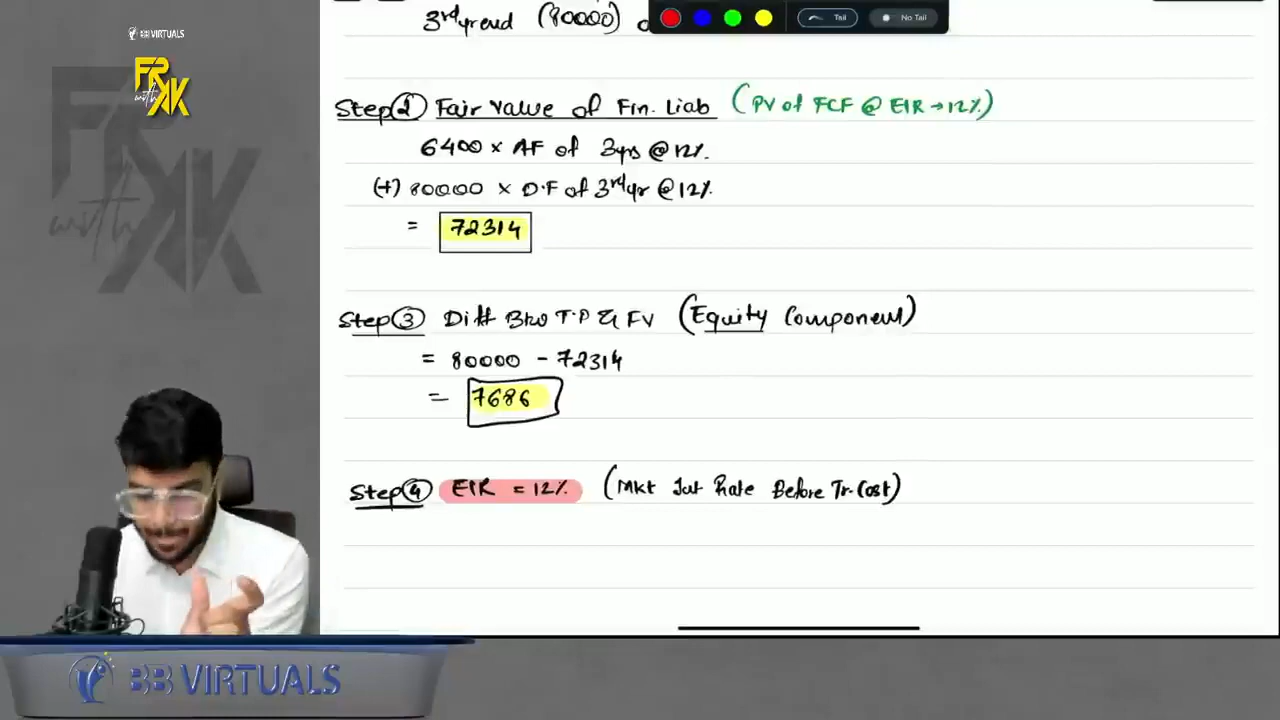 3rd yr end (80000)
Tail
No Tail
BB VIRTUALS
FR with KK
FR with KK
Step ② Fair Value of Fin. Liab (PV of FCF @ EIR → 12%)
6400 × AF of 3yrs @ 12%.
(+) 80000 × D.F of 3rd yr @ 12%
= 72314
Step ③ Diff Btw T.P & FV (Equity Component)
= 80000 - 72314
= 7686
Step ④ EIR = 12% (Mkt Int Rate Before Tr. Cost)
BB VIRTUALS